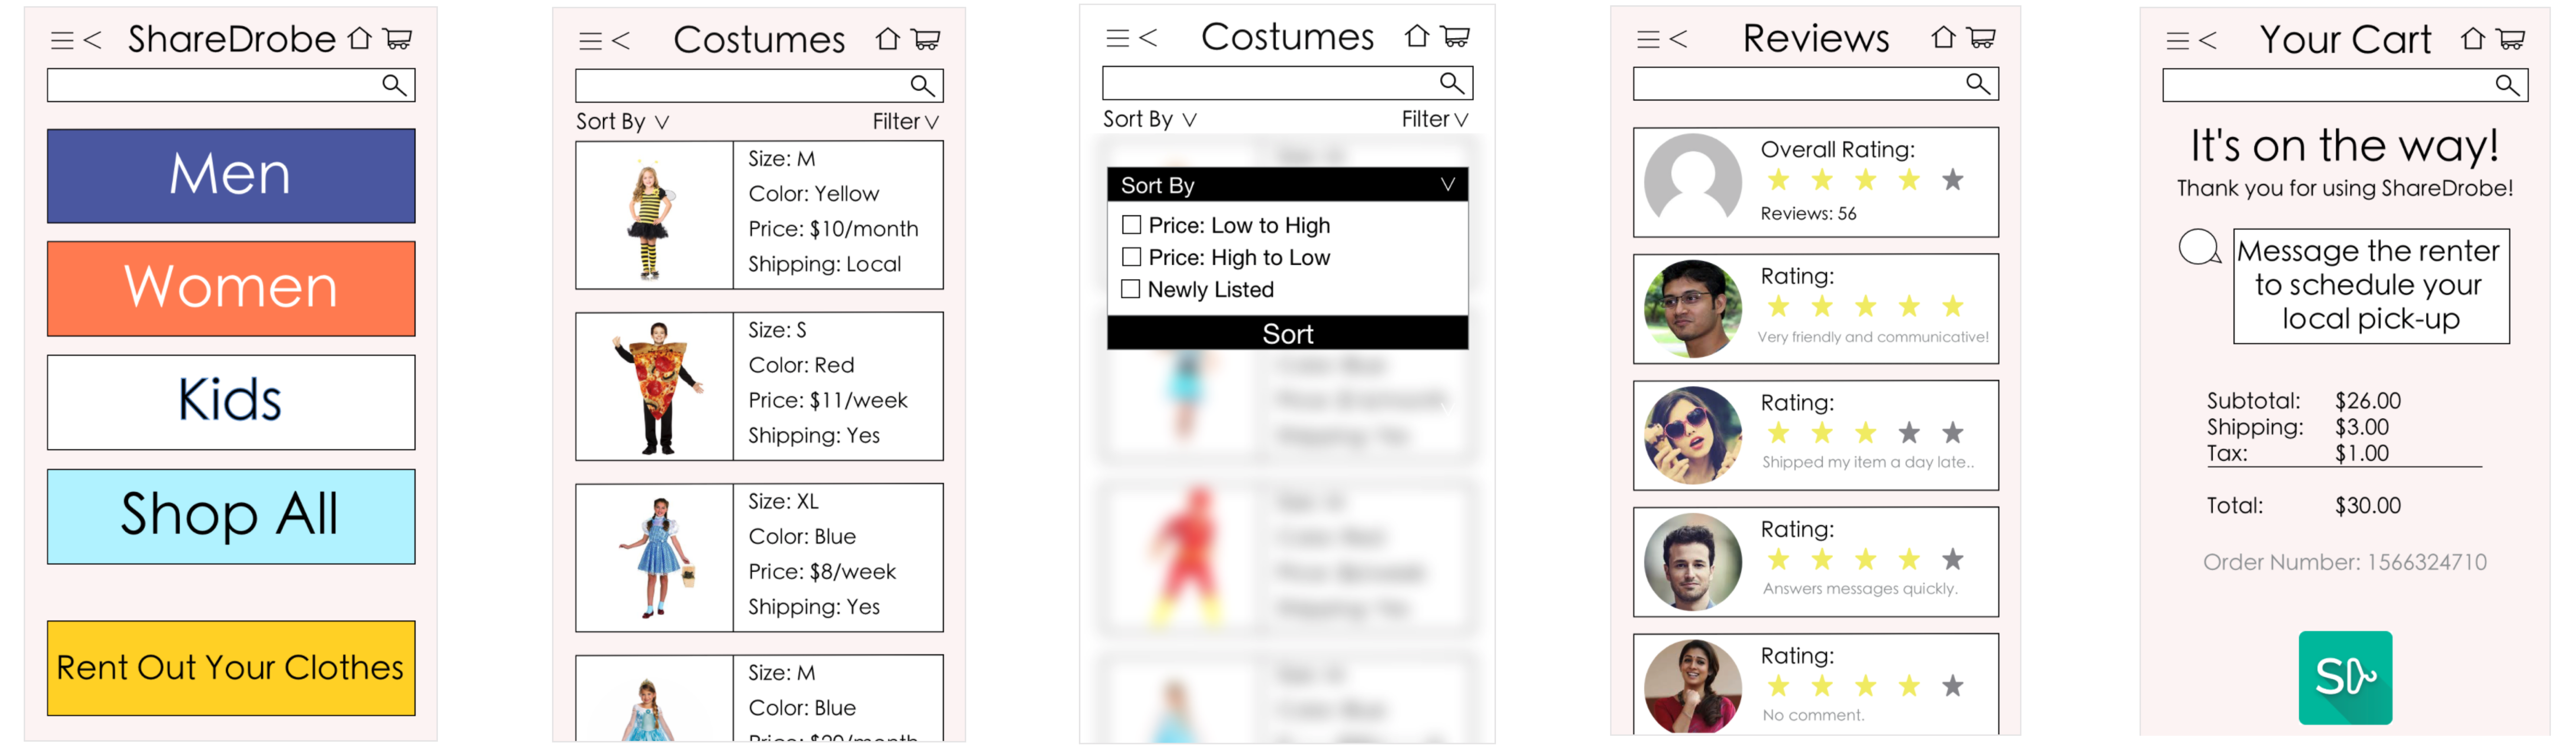 ShareDrobe
Men
Women
Kids
Shop All
Rent Out Your Clothes
Costumes
Sort By
Filter
Size: M
Color: Yellow
Price: $10/month
Shipping: Local
Size: S
Color: Red
Price: $11/week
Shipping: Yes
Size: XL
Color: Blue
Price: $8/week
Shipping: Yes
Size: M
Color: Blue
Price: $20/month
Costumes
Sort By
Filter
Sort By
Price: Low to High
Price: High to Low
Newly Listed
Sort
Reviews
Overall Rating:
Reviews: 56
Rating:
Very friendly and communicative!
Rating:
Shipped my item a day late..
Rating:
Answers messages quickly.
Rating:
No comment.
Your Cart
It's on the way!
Thank you for using ShareDrobe!
Message the renter
to schedule your
local pick-up
Subtotal: $26.00
Shipping: $3.00
Tax: $1.00
Total: $30.00
Order Number: 1566324710
SD